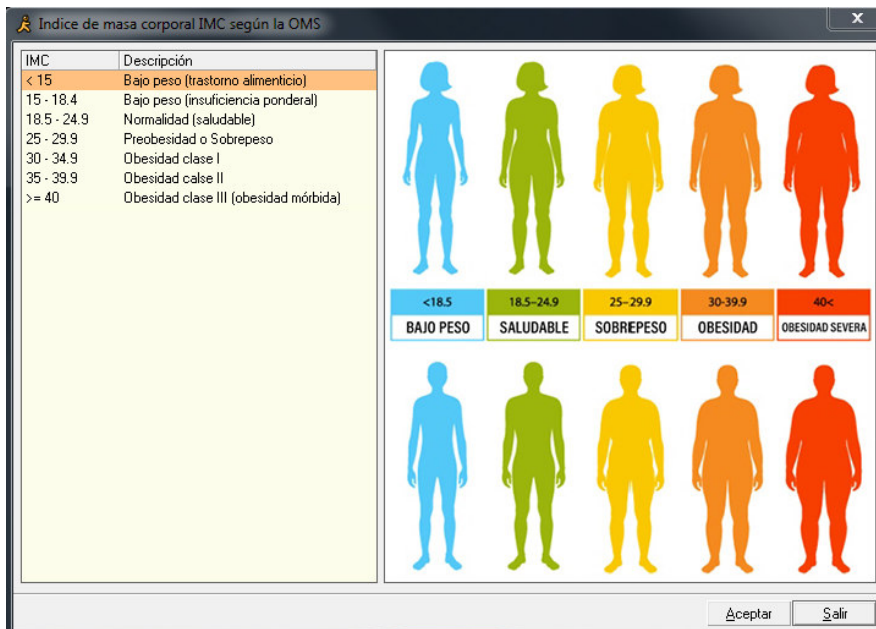 Indice de masa corporal IMC según la OMS
x
IMC Descripción
< 15 Bajo peso (trastorno alimenticio)
15 - 18.4 Bajo peso (insuficiencia ponderal)
18.5 - 24.9 Normalidad (saludable)
25 - 29.9 Preobesidad o Sobrepeso
30 - 34.9 Obesidad clase I
35 - 39.9 Obesidad calse II
>= 40 Obesidad clase III (obesidad mórbida)
<18.5 18.5–24.9 25–29.9 30-39.9 40<
BAJO PESO SALUDABLE SOBREPESO OBESIDAD OBESIDAD SEVERA
Aceptar Salir